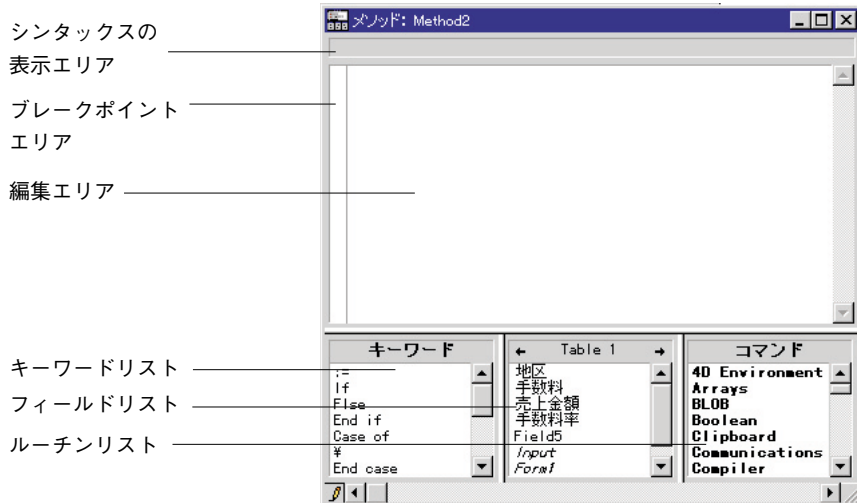 シンタックスの
表示エリア
ブレークポイント
エリア
編集エリア
キーワードリスト
フィールドリスト
ルーチンリスト
メソッド: Method2
キーワード
:=
If
Else
End if
Case of
¥
End case
← Table 1 →
地区
手数料
売上金額
手数料率
Field5
Input
Form1
コマンド
4D Environment
Arrays
BLOB
Boolean
Clipboard
Communications
Compiler